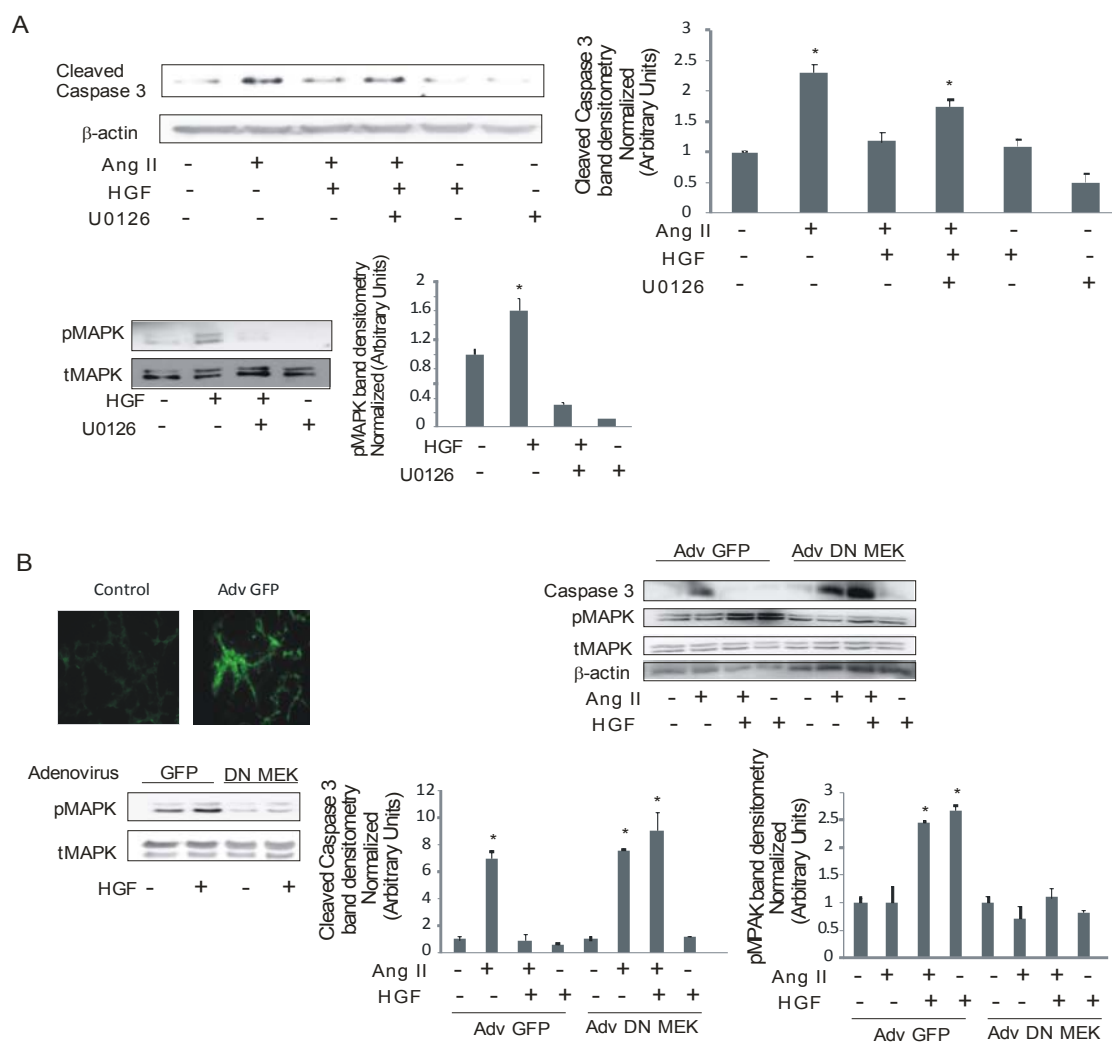 A
Cleaved
Caspase 3
β-actin
Ang II - + + + - -
HGF - - + + + -
U0126 - - - + - +
Cleaved Caspase 3
band densitometry
Normalized
(Arbitrary Units)
3
2.5
2
1.5
1
0.5
0
* *
Ang II - + + + - -
HGF - - + + + -
U0126 - - - + - +
pMAPK
tMAPK
HGF - + + -
U0126 - - + +
pMAPK band densitometry
Normalized (Arbitrary Units)
2
1.6
1.2
0.8
0.4
0
*
HGF - + + -
U0126 - - + +
B
Control Adv GFP
Adv GFP Adv DN MEK
Caspase 3
pMAPK
tMAPK
β-actin
Ang II - + + - - + + -
HGF - - + + - - + +
Adenovirus GFP DN MEK
pMAPK
tMAPK
HGF - + - +
Cleaved Caspase 3
band densitometry
Normalized
(Arbitrary Units)
12
10
8
6
4
2
0
* * *
Ang II - + + - - + + -
HGF - - + + - - + +
Adv GFP Adv DN MEK
pMPAK band densitometry
Normalized
(Arbitrary Units)
3
2.5
2
1.5
1
0.5
0
* *
Ang II - + + - - + + -
HGF - - + + - - + +
Adv GFP Adv DN MEK